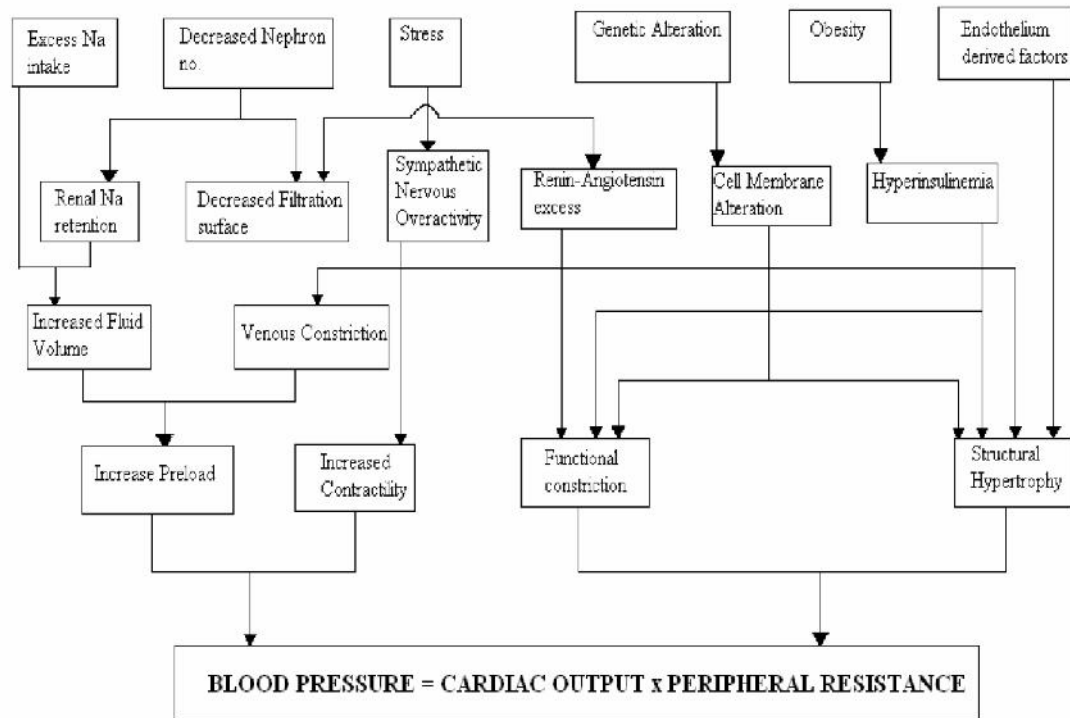 Excess Na
intake
Decreased Nephron
no.
Stress
Genetic Alteration
Obesity
Endothelium
derived factors
Renal Na
retention
Decreased Filtration
surface
Sympathetic
Nervous
Overactivity
Renin-Angiotensin
excess
Cell Membrane
Alteration
Hyperinsulinemia
Increased Fluid
Volume
Venous Constriction
Increase Preload
Increased
Contractility
Functional
constriction
Structural
Hypertrophy
BLOOD PRESSURE = CARDIAC OUTPUT x PERIPHERAL RESISTANCE